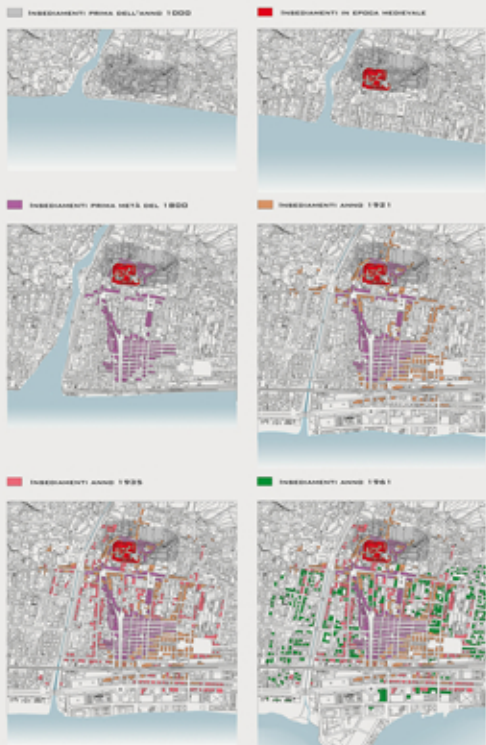 INSEDIAMENTI PRIMA DELL'ANNO 1000
INSEDIAMENTI IN EPOCA MEDIEVALE
INSEDIAMENTI PRIMA METÀ DEL 1800
INSEDIAMENTI ANNO 1921
INSEDIAMENTI ANNO 1935
INSEDIAMENTI ANNO 1961